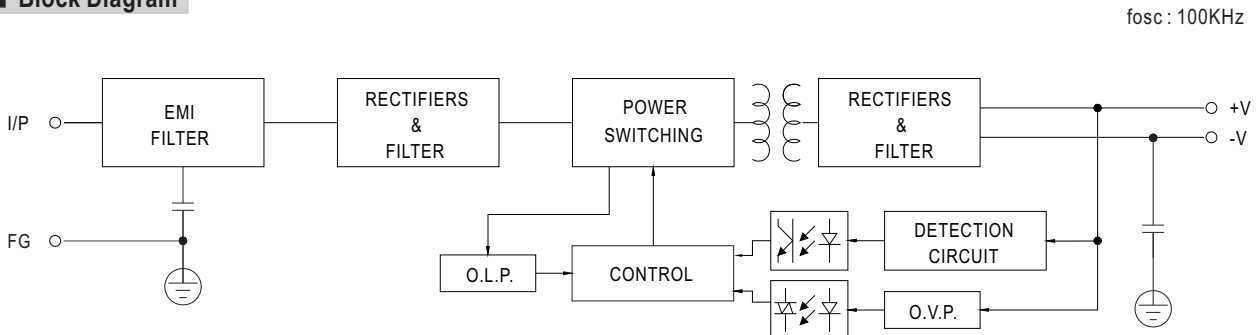 Block Diagram
fosc : 100KHz
I/P
EMI
FILTER
RECTIFIERS
&
FILTER
POWER
SWITCHING
RECTIFIERS
&
FILTER
+V
-V
FG
O.L.P.
CONTROL
DETECTION
CIRCUIT
O.V.P.